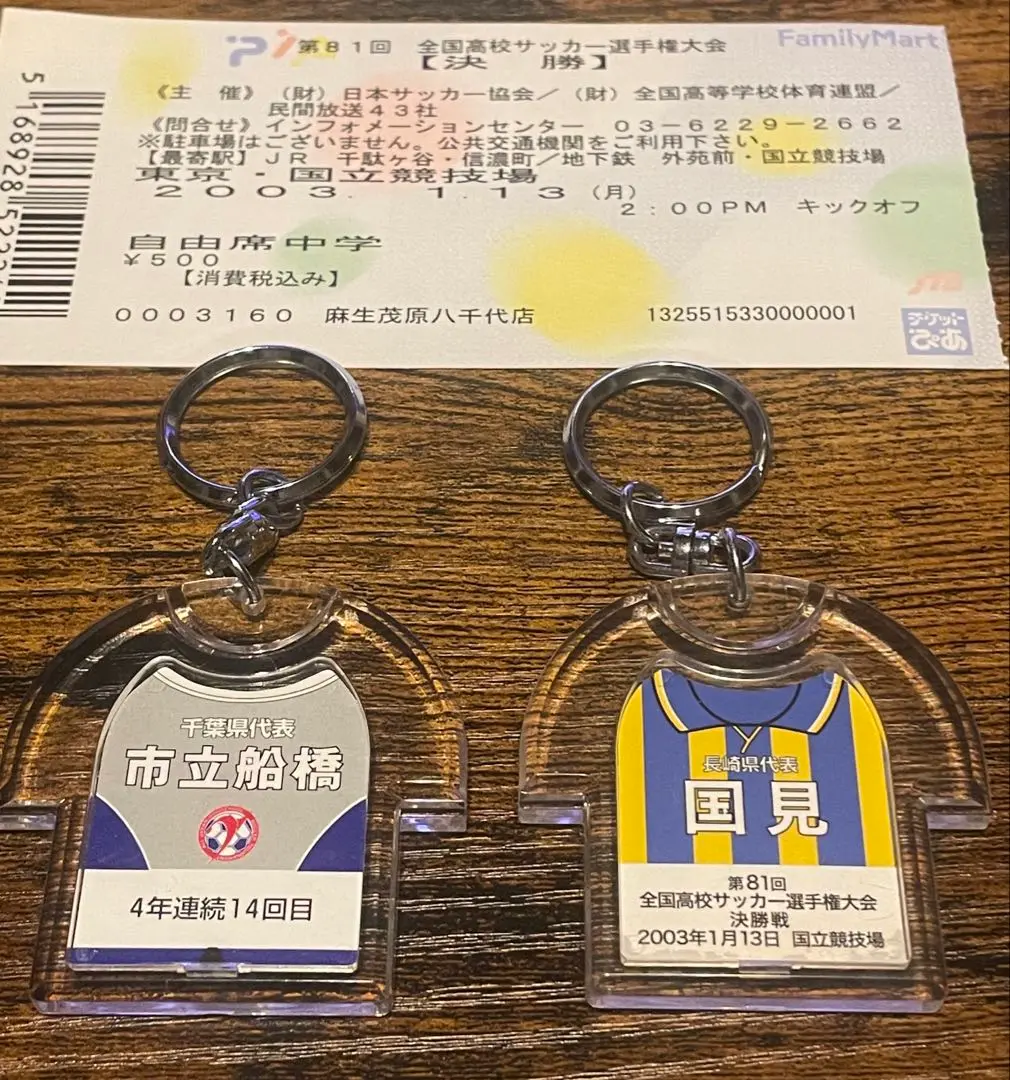 PIA 第81回 全国高校サッカー選手権大会 FamilyMart
【決 勝】
《主 催》（財）日本サッカー協会／（財）全国高等学校体育連盟／
民間放送43社
《問合せ》インフォメーションセンター 03-6229-2662
※駐車場はございません。公共交通機関をご利用下さい。
【最寄駅】JR 千駄ヶ谷・信濃町／地下鉄 外苑前・国立競技場
東京・国立競技場
2003. 1.13（月）
2:00PM キックオフ
自由席中学
¥500
【消費税込み】
0003160 麻生茂原八千代店 1325515330000001
チケット
ぴあ
千葉県代表
市立船橋
4年連続14回目
長崎県代表
国見
第81回
全国高校サッカー選手権大会
決勝戦
2003年1月13日 国立競技場